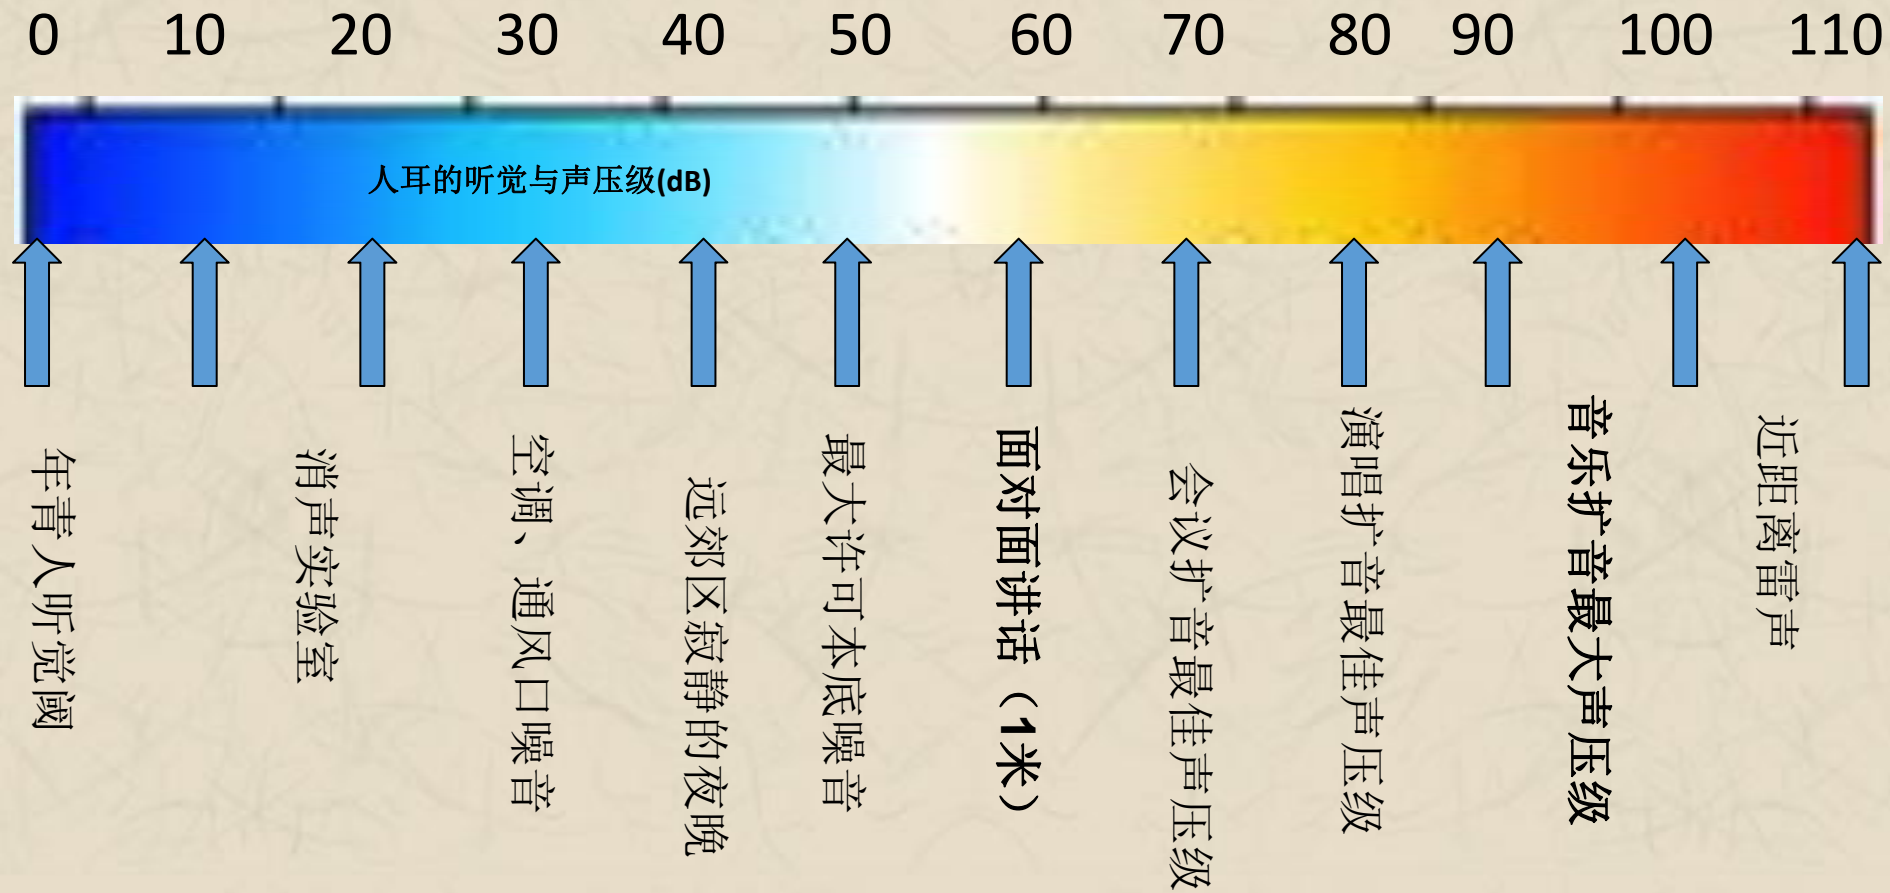 0 10 20 30 40 50 60 70 80 90 100 110
人耳的听觉与声压级(dB)
年青人听觉阈
消声实验室
空调、通风口噪音
远郊区寂静的夜晚
最大许可本底噪音
面对面讲话（1米）
会议扩音最佳声压级
演唱扩音最佳声压级
音乐扩音最大声压级
近距离雷声